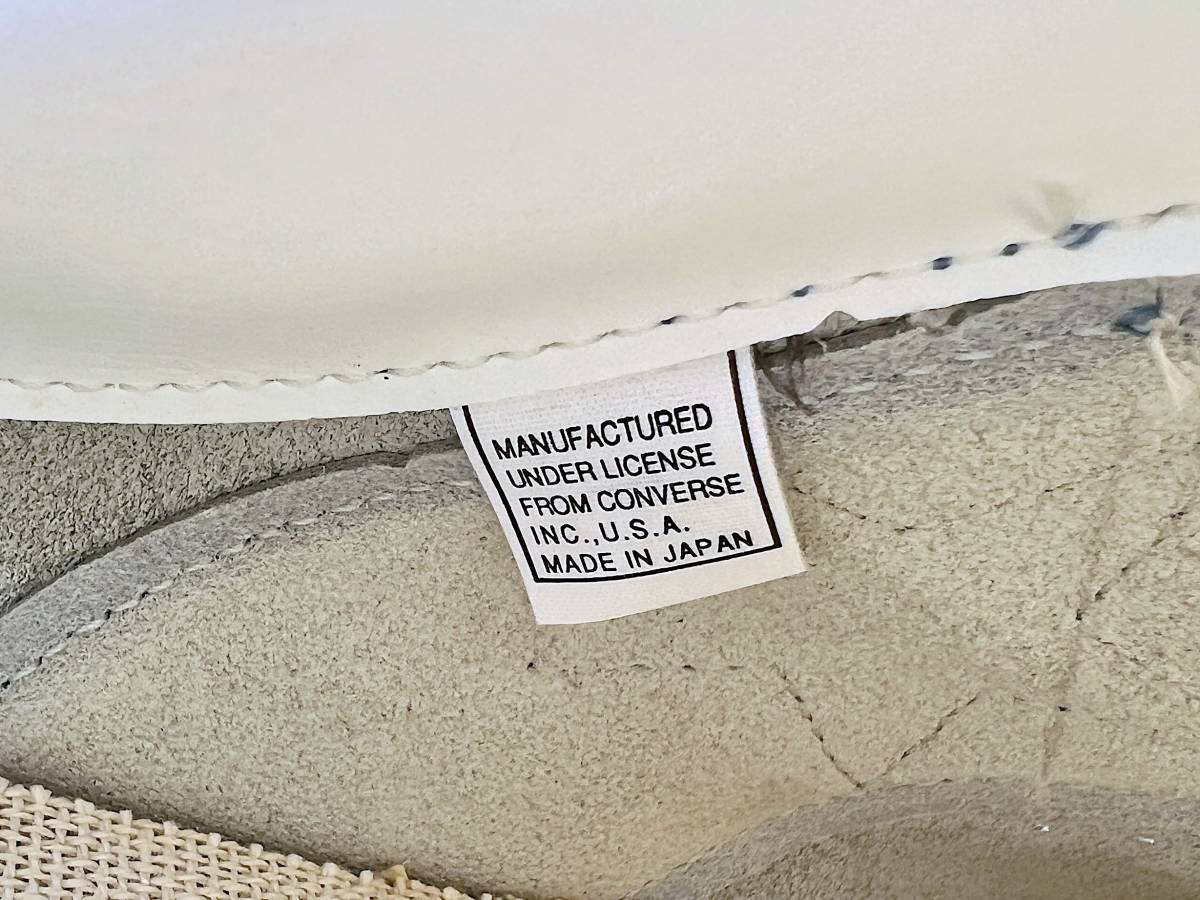 MANUFACTURED
UNDER LICENSE
FROM CONVERSE
INC.,U.S.A.
MADE IN JAPAN